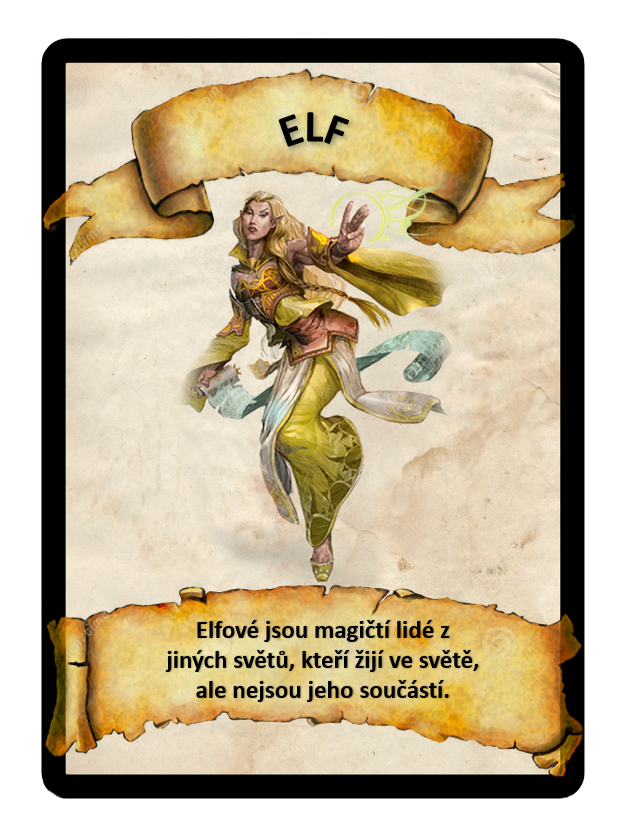 ELF
Elfové jsou magičtí lidé z
jiných světů, kteří žijí ve světě,
ale nejsou jeho součástí.